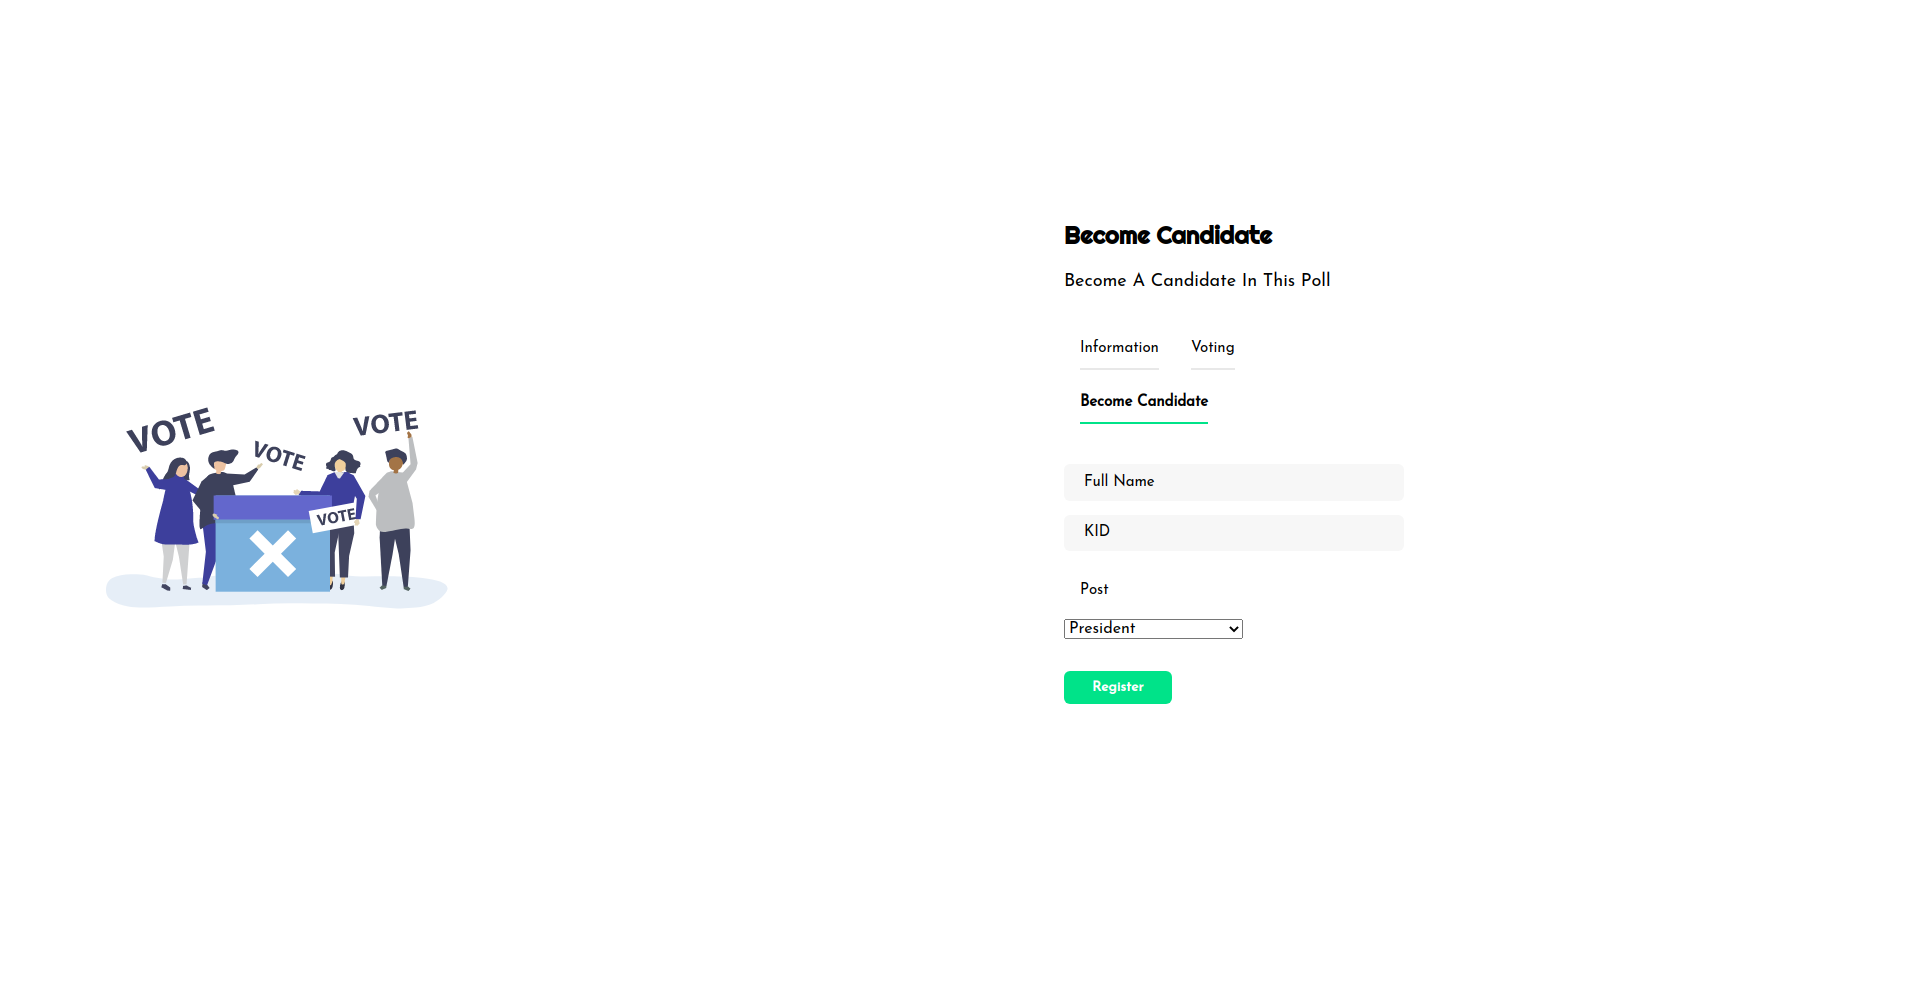 Become Candidate
Become A Candidate In This Poll
Information Voting
Become Candidate
VOTE
VOTE
VOTE
VOTE
Full Name
KID
Post
President
Register